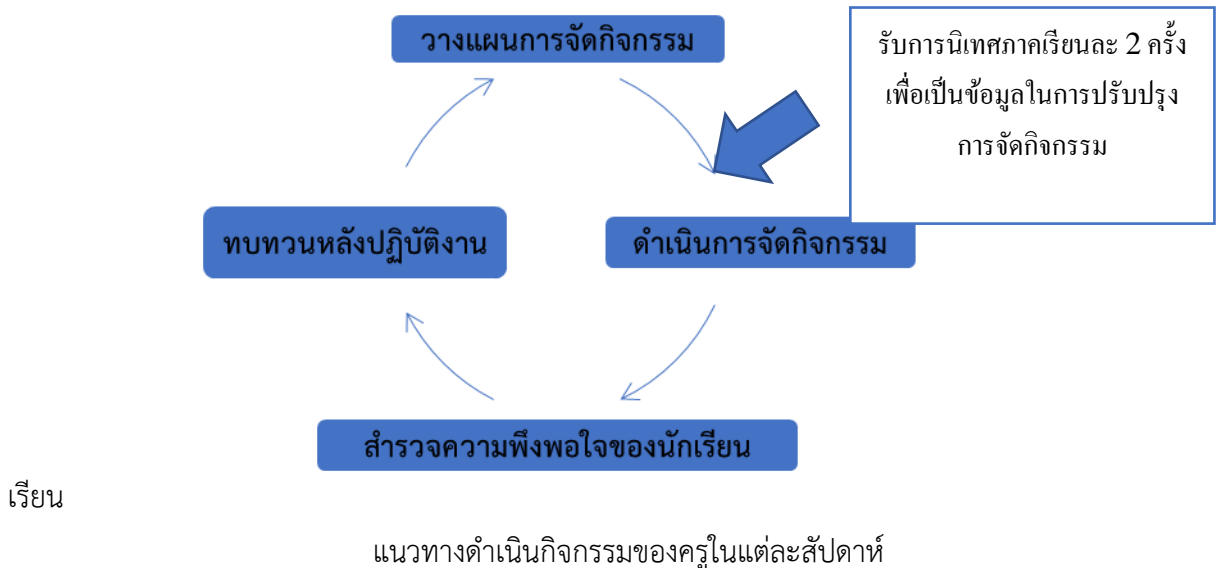 วางแผนการจัดกิจกรรม
รับการนิเทศภาคเรียนละ 2 ครั้ง
เพื่อเป็นข้อมูลในการปรับปรุง
การจัดกิจกรรม
ทบทวนหลังปฏิบัติงาน
ดำเนินการจัดกิจกรรม
สำรวจความพึงพอใจของนักเรียน
เรียน
แนวทางดำเนินกิจกรรมของครูในแต่ละสัปดาห์